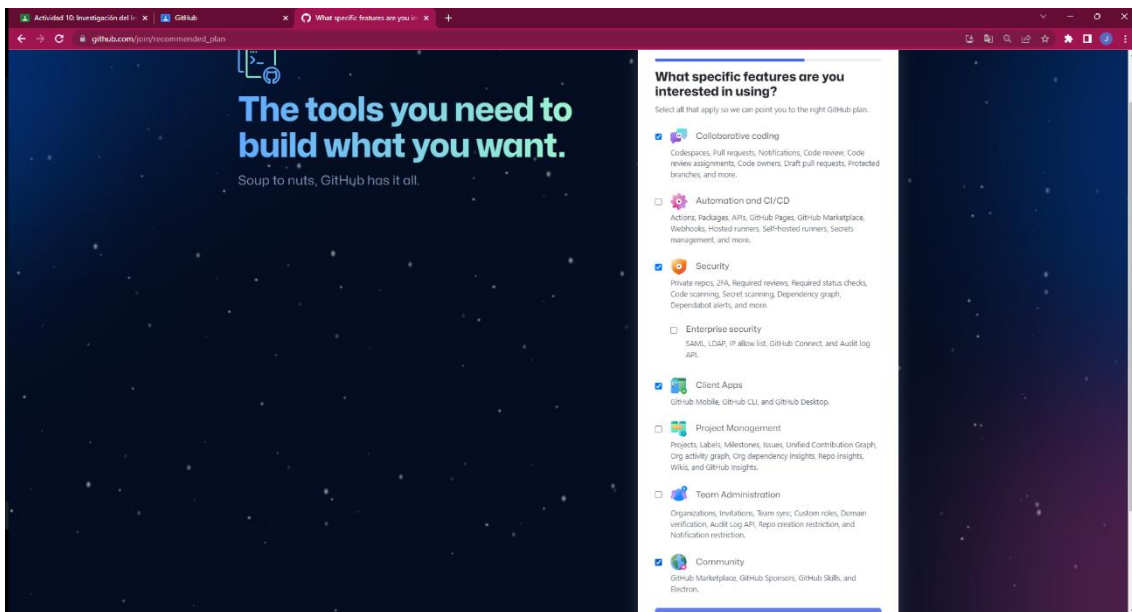 Actividad 10: Investigación del In
GitHub
What specific features are you in
github.com/join/recommended_plan
J
The tools you need to
build what you want.
Soup to nuts, GitHub has it all.
What specific features are you
interested in using?
Select all that apply so we can point you to the right GitHub plan.
Collaborative coding
Codespaces, Pull requests, Notifications, Code review, Code
review assignments, Code owners, Draft pull requests, Protected
branches, and more.
Automation and CI/CD
Actions, Packages, APIs, GitHub Pages, GitHub Marketplace,
Webhooks, Hosted runners, Self-hosted runners, Secrets
management, and more.
Security
Private repos, 2FA, Required reviews, Required status checks,
Code scanning, Secret scanning, Dependency graph,
Dependabot alerts, and more.
Enterprise security
SAML, LDAP, IP allow list, GitHub Connect, and Audit log
API.
Client Apps
GitHub Mobile, GitHub CLI, and GitHub Desktop.
Project Management
Projects, Labels, Milestones, Issues, Unified Contribution Graph,
Org activity graph, Org dependency insights, Repo insights,
Wikis, and GitHub Insights.
Team Administration
Organizations, Invitations, Team sync, Custom roles, Domain
verification, Audit Log API, Repo creation restriction, and
Notification restriction.
Community
GitHub Marketplace, GitHub Sponsors, GitHub Skills, and
Electron.